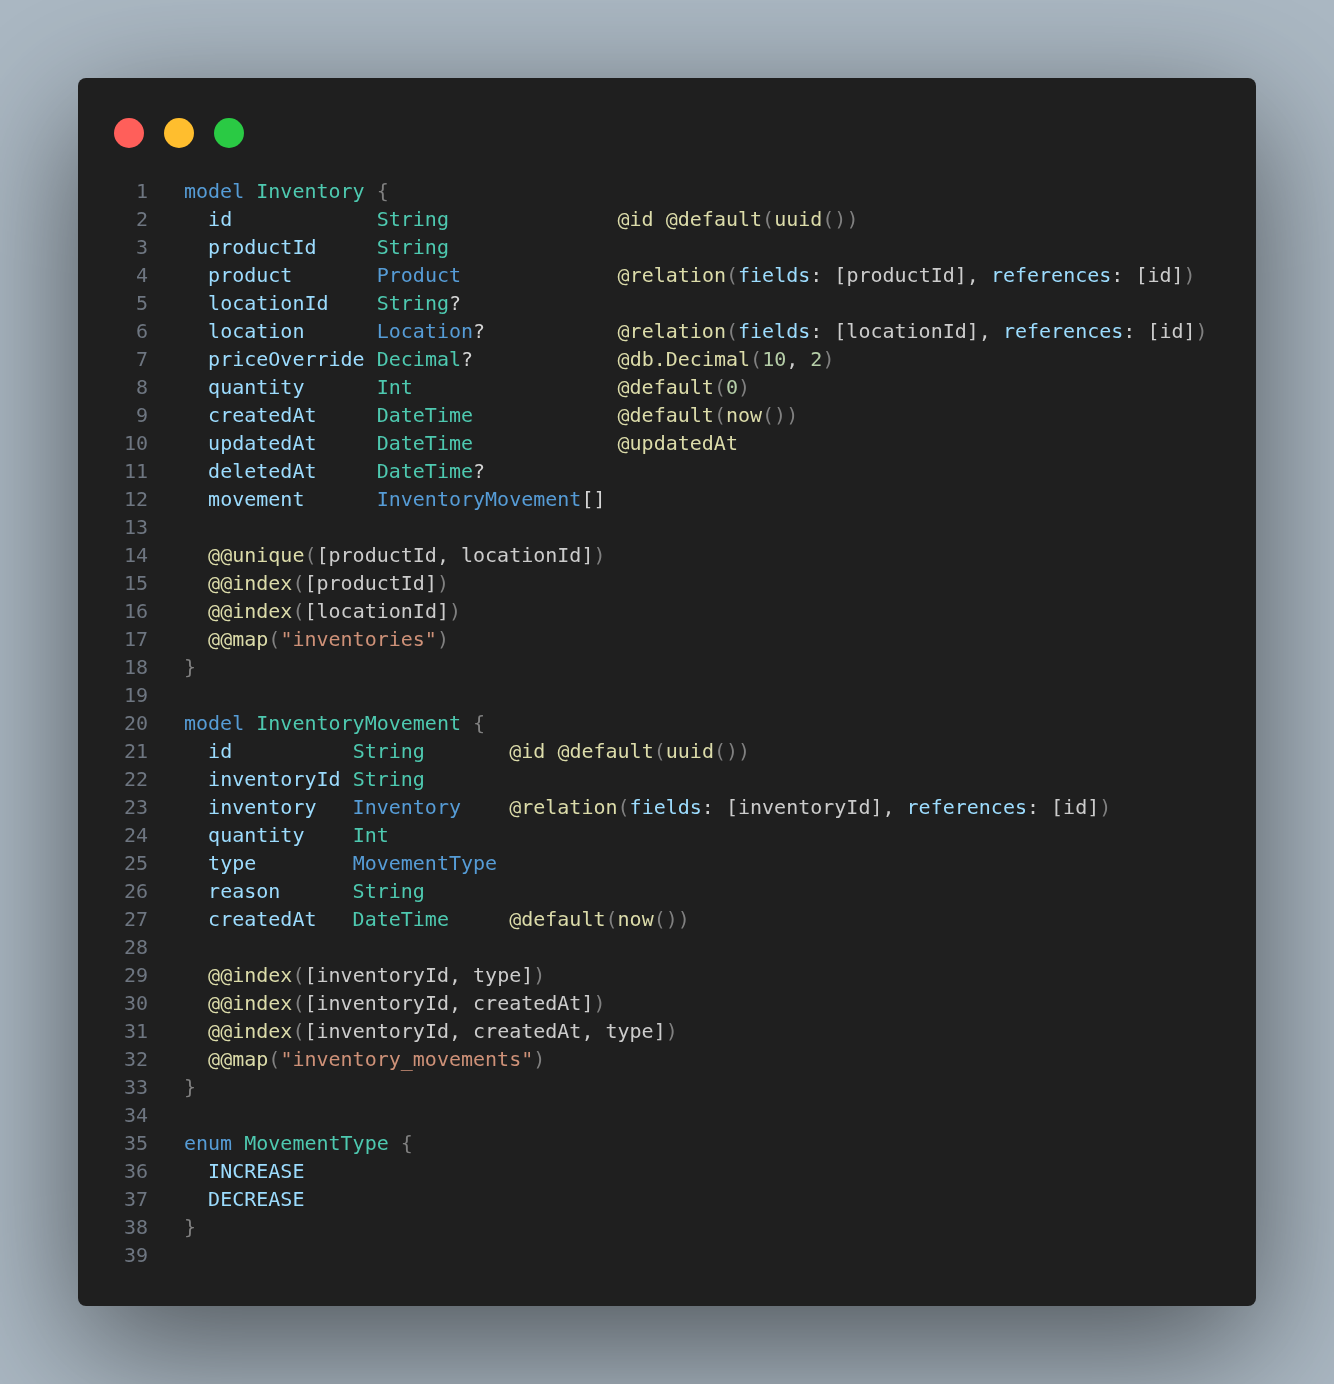 1 model Inventory {
2   id            String              @id @default(uuid())
3   productId     String
4   product       Product             @relation(fields: [productId], references: [id])
5   locationId    String?
6   location      Location?           @relation(fields: [locationId], references: [id])
7   priceOverride Decimal?            @db.Decimal(10, 2)
8   quantity      Int                 @default(0)
9   createdAt     DateTime            @default(now())
10   updatedAt     DateTime            @updatedAt
11   deletedAt     DateTime?
12   movement      InventoryMovement[]
13
14   @@unique([productId, locationId])
15   @@index([productId])
16   @@index([locationId])
17   @@map("inventories")
18 }
19
20 model InventoryMovement {
21   id          String       @id @default(uuid())
22   inventoryId String
23   inventory   Inventory    @relation(fields: [inventoryId], references: [id])
24   quantity    Int
25   type        MovementType
26   reason      String
27   createdAt   DateTime     @default(now())
28
29   @@index([inventoryId, type])
30   @@index([inventoryId, createdAt])
31   @@index([inventoryId, createdAt, type])
32   @@map("inventory_movements")
33 }
34
35 enum MovementType {
36   INCREASE
37   DECREASE
38 }
39